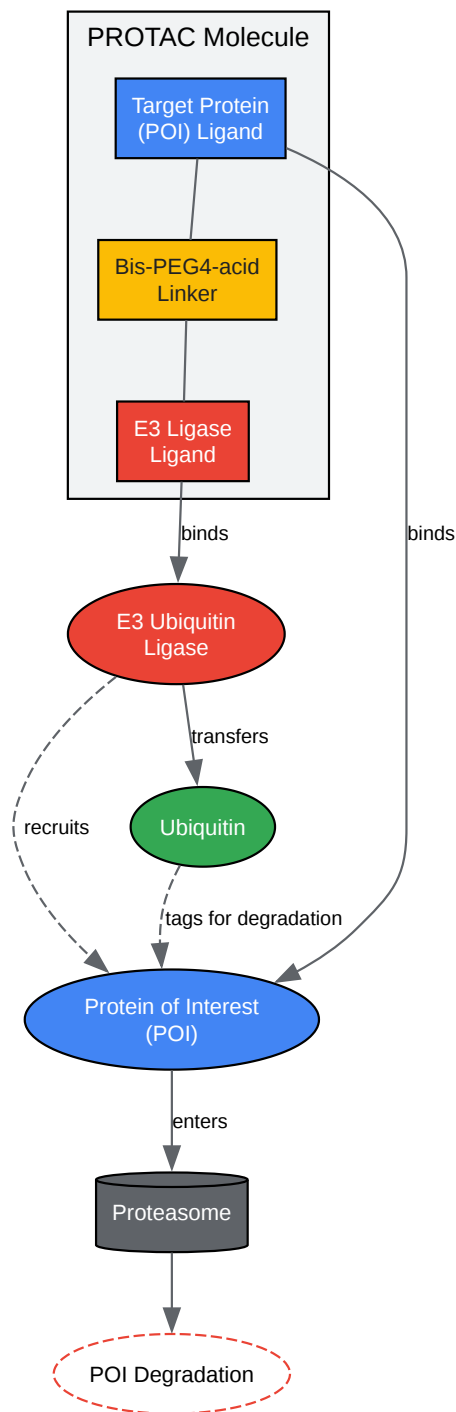 PROTAC Molecule
Target Protein
(POI) Ligand
Bis-PEG4-acid
Linker
E3 Ligase
Ligand
binds
binds
E3 Ubiquitin
Ligase
transfers
recruits
Ubiquitin
tags for degradation
Protein of Interest
(POI)
enters
Proteasome
POI Degradation